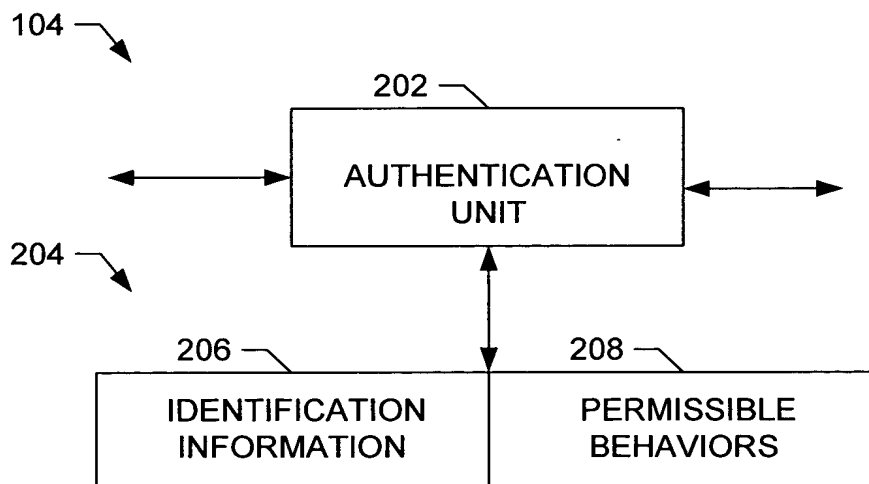 104
202
AUTHENTICATION
UNIT
204
206
208
IDENTIFICATION
INFORMATION
PERMISSIBLE
BEHAVIORS